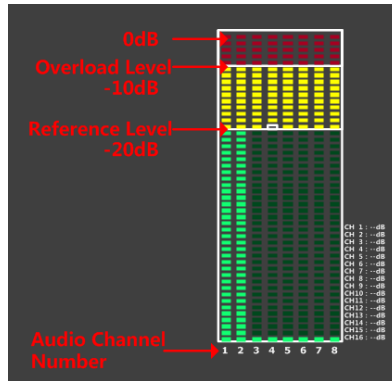 0dB
Overload Level
-10dB
Reference Level
-20dB
CH 1 : --dB
CH 2 : --dB
CH 3 : --dB
CH 4 : --dB
CH 5 : --dB
CH 6 : --dB
CH 7 : --dB
CH 8 : --dB
CH 9 : --dB
CH10 : --dB
CH11 : --dB
CH12 : --dB
CH13 : --dB
CH14 : --dB
CH15 : --dB
CH16 : --dB
Audio Channel
Number
1 2 3 4 5 6 7 8